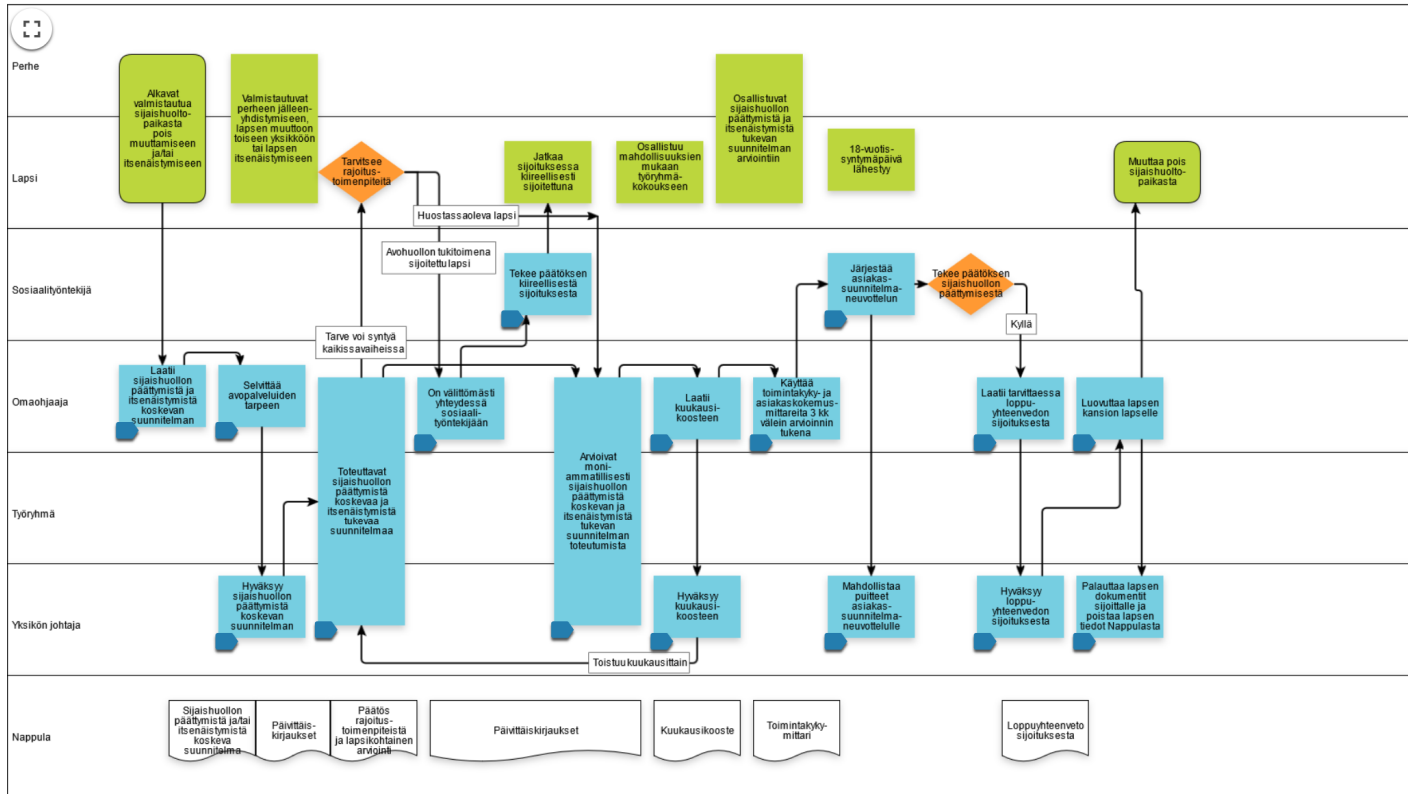 Perhe
Alkavat
valmistautua
sijaishuolto-
paikasta
pois
muuttamiseen
ja/tai
itsenäistymiseen
Valmistautuvat
perheen jälleen-
yhdistymiseen,
lapsen muuttoon
toiseen yksikköön
tai lapsen
itsenäistymiseen
Osallistuvat
sijaishuollon
päättymistä ja
itsenäistymistä
tukevan
suunnitelman
arviointiin
Lapsi
Tarvitsee
rajoitus-
toimenpiteitä
Jatkaa
sijoituksessa
kiireellisesti
sijoitettuna
Osallistuu
mahdollisuuksien
mukaan
työryhmä-
kokoukseen
18-vuotis-
syntymäpäivä
lähestyy
Muuttaa pois
sijaishuolto-
paikasta
Huostassaoleva lapsi
Avohuollon tukitoimena
sijoitettu lapsi
Sosiaalityöntekijä
Tekee päätöksen
kiireellisestä
sijoituksesta
Järjestää
asiakas-
suunnitelma-
neuvottelun
Tekee päätöksen
sijaishuollon
päättymisestä
Kyllä
Tarve voi syntyä
kaikissa vaiheissa
Omaohjaaja
Laatii
sijaishuollon
päättymistä ja
itsenäistymistä
koskevan
suunnitelman
Selvittää
avopalveluiden
tarpeen
On välittömästi
yhteydessä
sosiaali-
työntekijään
Laatii
kuukausi-
koosteen
Käyttää
toimintakyky- ja
asiakaskokemus-
mittareita 3 kk
välein arvioinnin
tukena
Laatii tarvittaessa
loppu-
yhteenvedon
sijoituksesta
Luovuttaa lapsen
kansion lapselle
Työryhmä
Toteuttavat
sijaishuollon
päättymistä
koskevaa ja
itsenäistymistä
tukevaa
suunnitelmaa
Arvioivat
moni-
ammatillisesti
sijaishuollon
päättymistä
koskevan ja
itsenäistymistä
tukevan
suunnitelman
toteutumista
Yksikön johtaja
Hyväksyy
sijaishuollon
päättymistä
koskevan
suunnitelman
Hyväksyy
kuukausi-
koosteen
Mahdollistaa
puitteet
asiakas-
suunnitelma-
neuvottelulle
Hyväksyy
loppu-
yhteenvedon
sijoituksesta
Palauttaa lapsen
dokumentit
sijoittalle ja
poistaa lapsen
tiedot Nappulasta
Toistuu kuukausittain
Nappula
Sijaishuollon
päättymistä ja/tai
itsenäistymistä
koskeva
suunnitelma
Päivittäis-
kirjaukset
Päätös
rajoitus-
toimenpiteistä
ja lapsikohtainen
arviointi
Päivittäiskirjaukset
Kuukausikooste
Toimintakyky-
mittari
Loppuyhteenveto
sijoituksesta